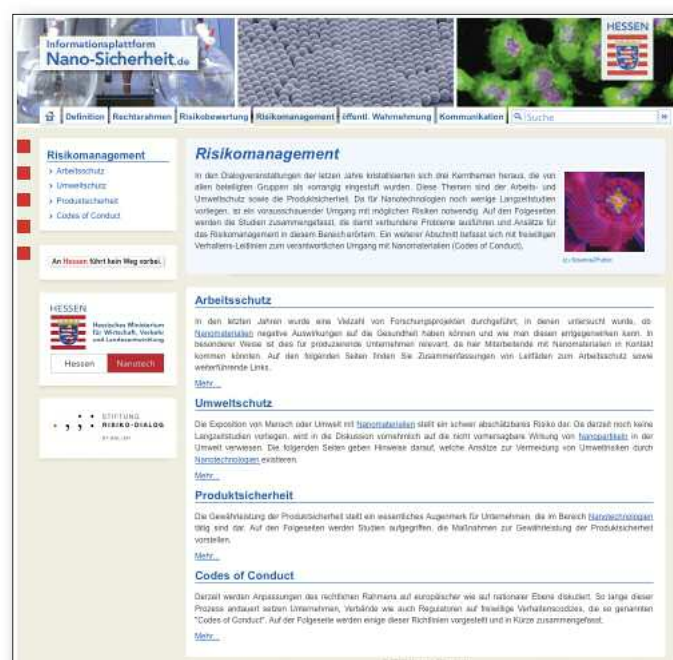 HESSEN
Informationsplattform
Nano-Sicherheit.de
Definition
Rechtsrahmen
Risikobewertung
Risikomanagement
öffentl. Wahrnehmung
Kommunikation
Suche
Risikomanagement
Arbeitsschutz
Umweltschutz
Produktsicherheit
Codes of Conduct
An Hessen führt kein Weg vorbei.
HESSEN
Hessisches Ministerium
für Wirtschaft, Verkehr
und Landesentwicklung
Hessen Nanotech
STIFTUNG
RISIKO-DIALOG
Risikomanagement
In den Dialogveranstaltungen der letzten Jahre kristallisierten sich drei Kernthemen heraus, die von
allen beteiligten Gruppen als vorrangig eingestuft wurden. Diese Themen sind der Arbeits- und
Umweltschutz sowie die Produktsicherheit. Da für Nanotechnologien noch wenige Langzeitstudien
vorliegen, ist ein vorausschauender Umgang mit möglichen Risiken notwendig. Auf den Folgeseiten
werden die Studien zusammengefasst, die damit verbundene Probleme ausführen und Ansätze für
das Risikomanagement in diesem Bereich erörtern. Ein weiterer Abschnitt befasst sich mit freiwilligen
Verhaltens-Leitlinien zum verantwortlichen Umgang mit Nanomaterialien (Codes of Conduct).
Arbeitsschutz
In den letzten Jahren wurde eine Vielzahl von Forschungsprojekten durchgeführt, in denen untersucht wurde, ob
Nanomaterialien negative Auswirkungen auf die Gesundheit haben können und wie man diesen entgegenwirken kann. In
besonderer Weise ist dies für produzierende Unternehmen relevant, da hier Mitarbeitende mit Nanomaterialien in Kontakt
kommen könnten. Auf den folgenden Seiten finden Sie Zusammenfassungen von Leitfäden zum Arbeitsschutz sowie
weiterführende Links.
Mehr...
Umweltschutz
Die Exposition von Mensch oder Umwelt mit Nanomaterialien stellt ein schwer abschätzbares Risiko dar. Da derzeit noch keine
Langzeitstudien vorliegen, wird in die Diskussion vornehmlich auf die nicht vorhersagbare Wirkung von Nanopartikeln in der
Umwelt verwiesen. Die folgenden Seiten geben Hinweise darauf, welche Ansätze zur Vermeidung von Umweltrisiken durch
Nanotechnologien existieren.
Mehr...
Produktsicherheit
Die Gewährleistung der Produktsicherheit stellt ein wesentliches Augenmerk für Unternehmen, die im Bereich Nanotechnologien
tätig sind dar. Auf den Folgeseiten werden Studien aufgegriffen, die Maßnahmen zur Gewährleistung der Produktsicherheit
vorstellen.
Mehr...
Codes of Conduct
Derzeit werden Anpassungen des rechtlichen Rahmens auf europäischer wie auf nationaler Ebene diskutiert. So lange dieser
Prozess andauert setzen Unternehmen, Verbände wie auch Regulatoren auf freiwillige Verhaltenscodizes, die so genannten
"Codes of Conduct". Auf der Folgeseite werden einige dieser Richtlinien vorgestellt und in Kürze zusammengefasst.
Mehr...